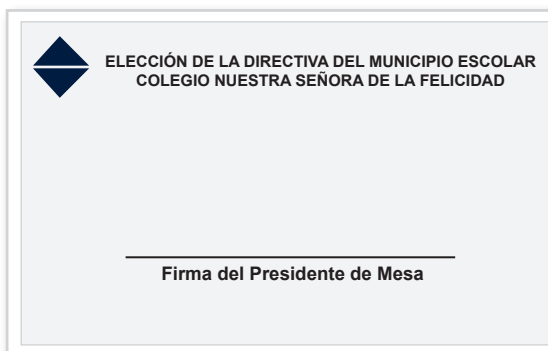 ELECCIÓN DE LA DIRECTIVA DEL MUNICIPIO ESCOLAR
COLEGIO NUESTRA SEÑORA DE LA FELICIDAD
Firma del Presidente de Mesa